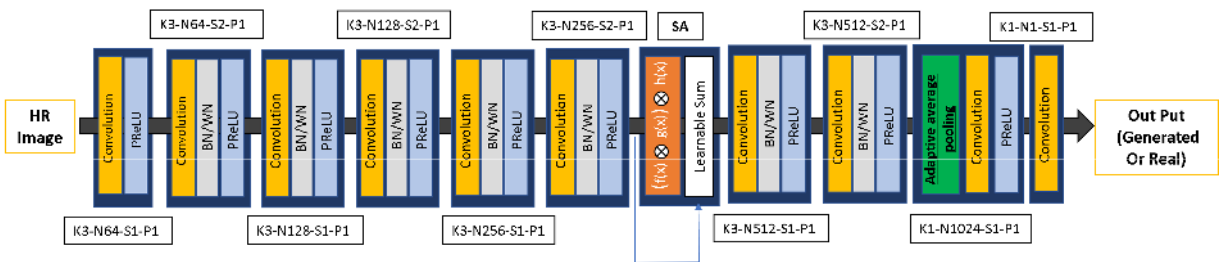 K3-N64-S2-P1
K3-N128-S2-P1
K3-N256-S2-P1
SA
K3-N512-S2-P1
K1-N1-S1-P1
HR
Image
Convolution
PReLU
Convolution
BN/WN
PReLU
Convolution
BN/WN
PReLU
Convolution
BN/WN
PReLU
Convolution
BN/WN
PReLU
Convolution
BN/WN
PReLU
(f(x) ⊗ g(x)) ⊗ h(x)
Learnable Sum
Convolution
BN/WN
PReLU
Convolution
BN/WN
PReLU
Adaptive average
pooling
Convolution
PReLU
Convolution
Out Put
(Generated
Or Real)
K3-N64-S1-P1
K3-N128-S1-P1
K3-N256-S1-P1
K3-N512-S1-P1
K1-N1024-S1-P1